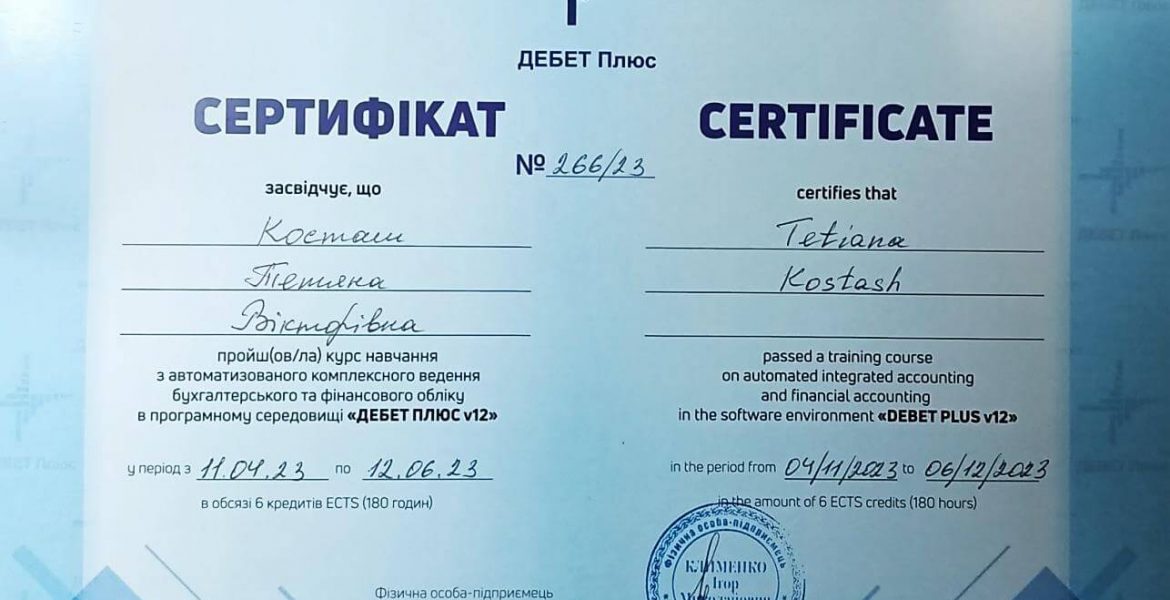 ДЕБЕТ Плюс
СЕРТИФІКАТ
CERTIFICATE
№ 266/23
засвідчує, що
Косташ
Тетяна
Вікторівна
пройш(ов/ла) курс навчання
з автоматизованого комплексного ведення
бухгалтерського та фінансового обліку
в програмному середовищі «ДЕБЕТ ПЛЮС v12»
у період з 11.04.23 по 12.06.23
в обсязі 6 кредитів ECTS (180 годин)
certifies that
Tetiana
Kostash
passed a training course
on automated integrated accounting
and financial accounting
in the software environment «DEBET PLUS v12»
in the period from 04/11/2023 to 06/12/2023
in the amount of 6 ECTS credits (180 hours)
Фізична особа-підприємець
Фізична особа-підприємець
КЛИМЕНКО
Ігор